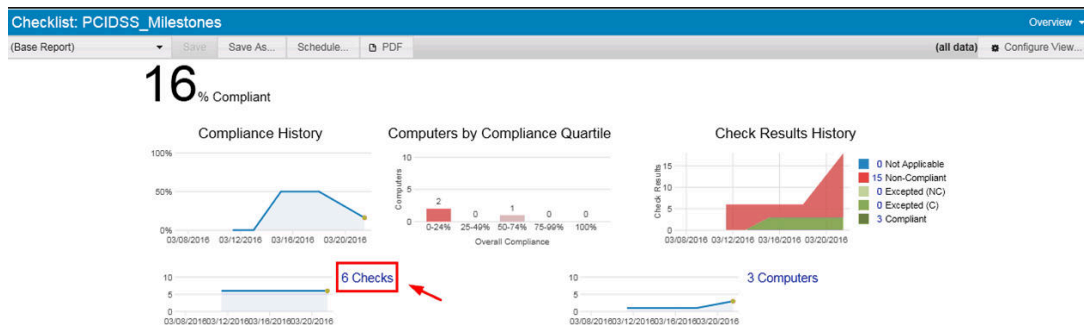 Checklist: PCIDSS_Milestones Overview
(Base Report) Save Save As... Schedule... PDF (all data) Configure View...
16% Compliant
Compliance History
100%
50%
0%
03/08/2016 03/12/2016 03/16/2016 03/20/2016
Computers by Compliance Quartile
Computers
10
5
0
2 0 1 0 0
0-24% 25-49% 50-74% 75-99% 100%
Overall Compliance
Check Results History
Check Results
15
10
5
0
03/08/2016 03/12/2016 03/16/2016 03/20/2016
0 Not Applicable
15 Non-Compliant
0 Excepted (NC)
0 Excepted (C)
3 Compliant
10
5
0
03/08/2016 03/12/2016 03/16/2016 03/20/2016
6 Checks
10
5
0
03/08/2016 03/12/2016 03/16/2016 03/20/2016
3 Computers